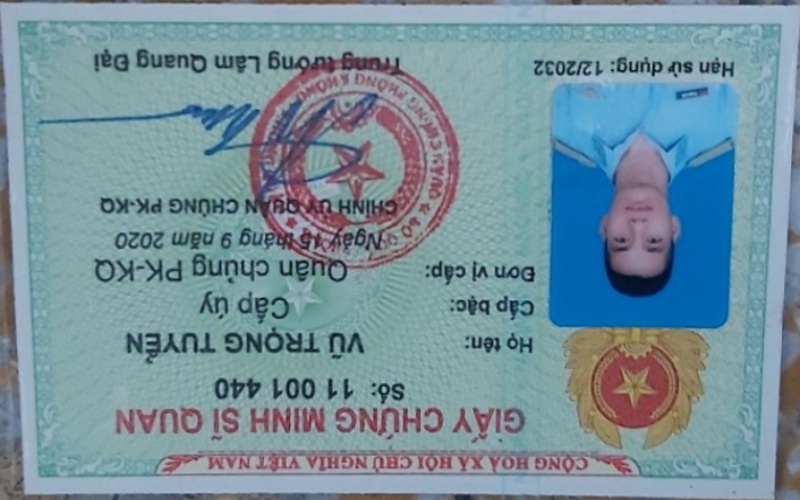 CỘNG HOÀ XÃ HỘI CHỦ NGHĨA VIỆT NAM
GIẤY CHỨNG MINH SĨ QUAN
Số: 11 001 440
Họ tên: VŨ TRỌNG TUYỂN
Cấp bậc: Cấp úy
Đơn vị cấp: Quân chủng PK-KQ
Ngày 15 tháng 9 năm 2020
CHÍNH ỦY QUÂN CHỦNG PK-KQ
Hạn sử dụng: 12/2032
Trung tướng Lâm Quang Đại